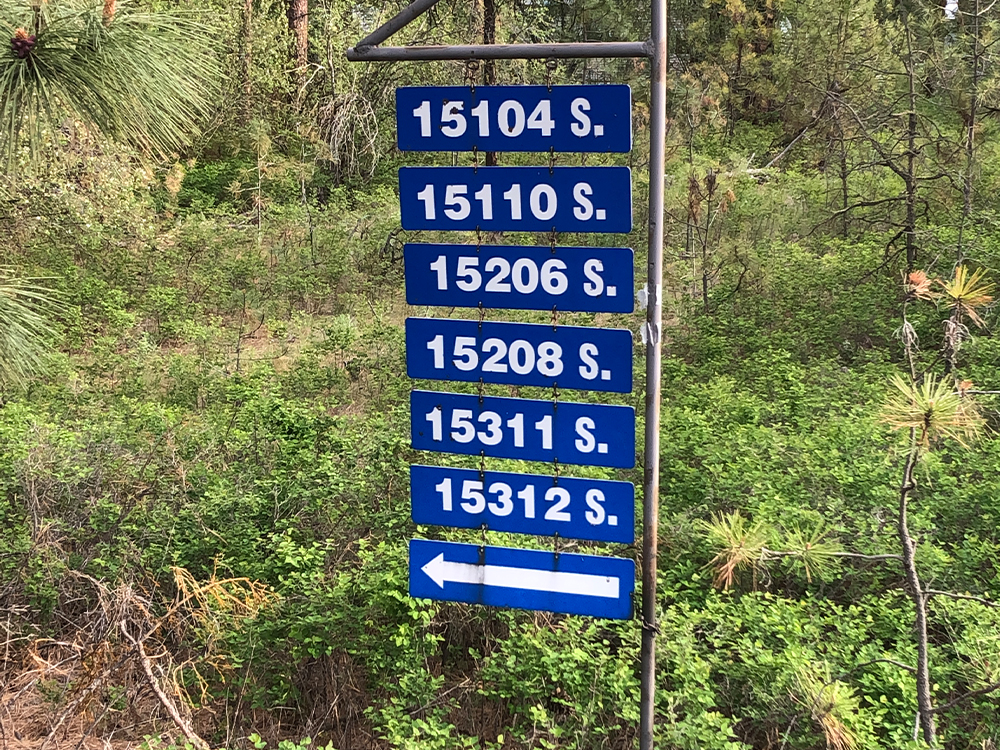 15104 S.
15110 S.
15206 S.
15208 S.
15311 S.
15312 S.